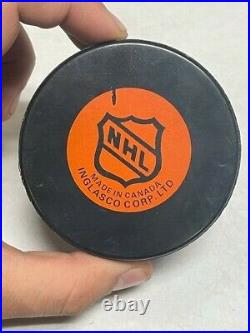 NHL
MADE IN CANADA
INGLASCO CORP. LTD